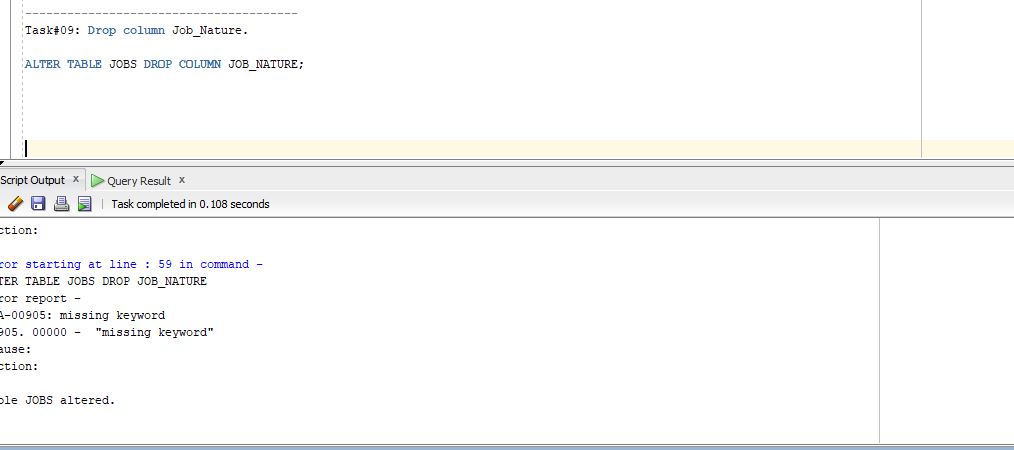 --------------------------------------
Task#09: Drop column Job_Nature.
ALTER TABLE JOBS DROP COLUMN JOB_NATURE;
Script Output x Query Result x
Task completed in 0.108 seconds
ction:
ror starting at line : 59 in command -
TER TABLE JOBS DROP JOB_NATURE
ror report -
A-00905: missing keyword
905. 00000 -  "missing keyword"
ause:
ction:
ble JOBS altered.